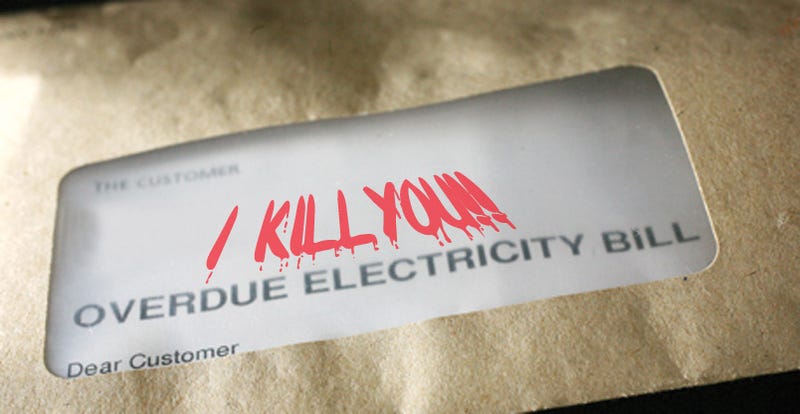 THE CUSTOMER
I KILL YOU!!!
OVERDUE ELECTRICITY BILL
Dear Customer